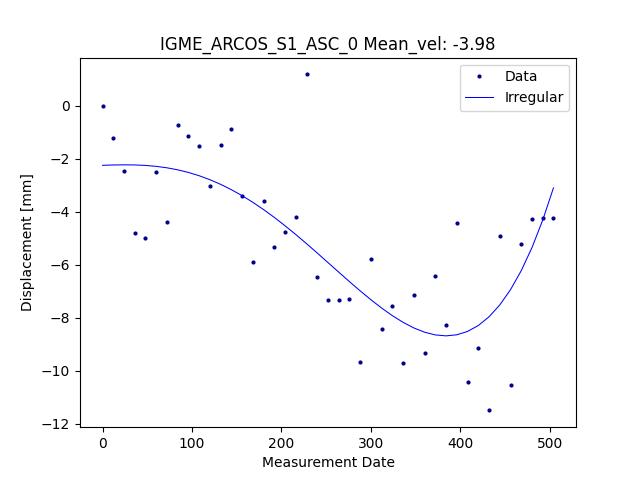 IGME_ARCOS_S1_ASC_0 Mean_vel: -3.98
Data
Irregular
Displacement [mm]
0
−2
−4
−6
−8
−10
−12
0 100 200 300 400 500
Measurement Date